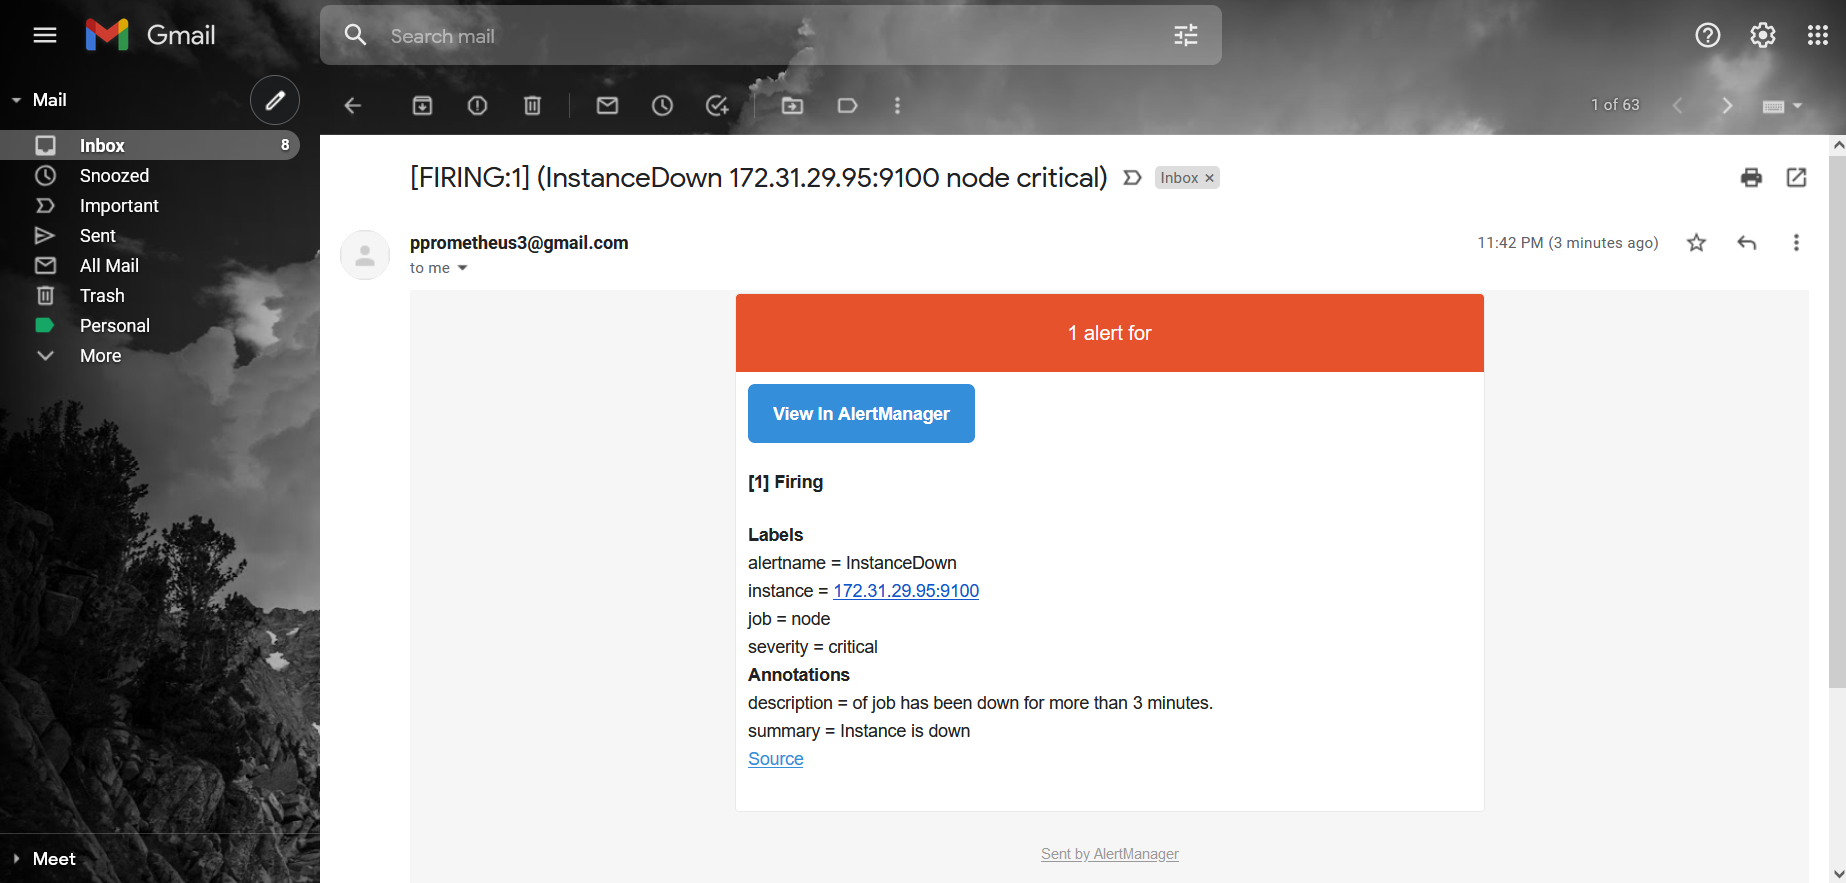 Gmail
Search mail
Mail
1 of 63
Inbox 8
Snoozed
Important
Sent
All Mail
Trash
Personal
More
Meet
[FIRING:1] (InstanceDown 172.31.29.95:9100 node critical)
Inbox ×
pprometheus3@gmail.com
11:42 PM (3 minutes ago)
to me
1 alert for
View In AlertManager
[1] Firing
Labels
alertname = InstanceDown
instance = 172.31.29.95:9100
job = node
severity = critical
Annotations
description = of job has been down for more than 3 minutes.
summary = Instance is down
Source
Sent by AlertManager